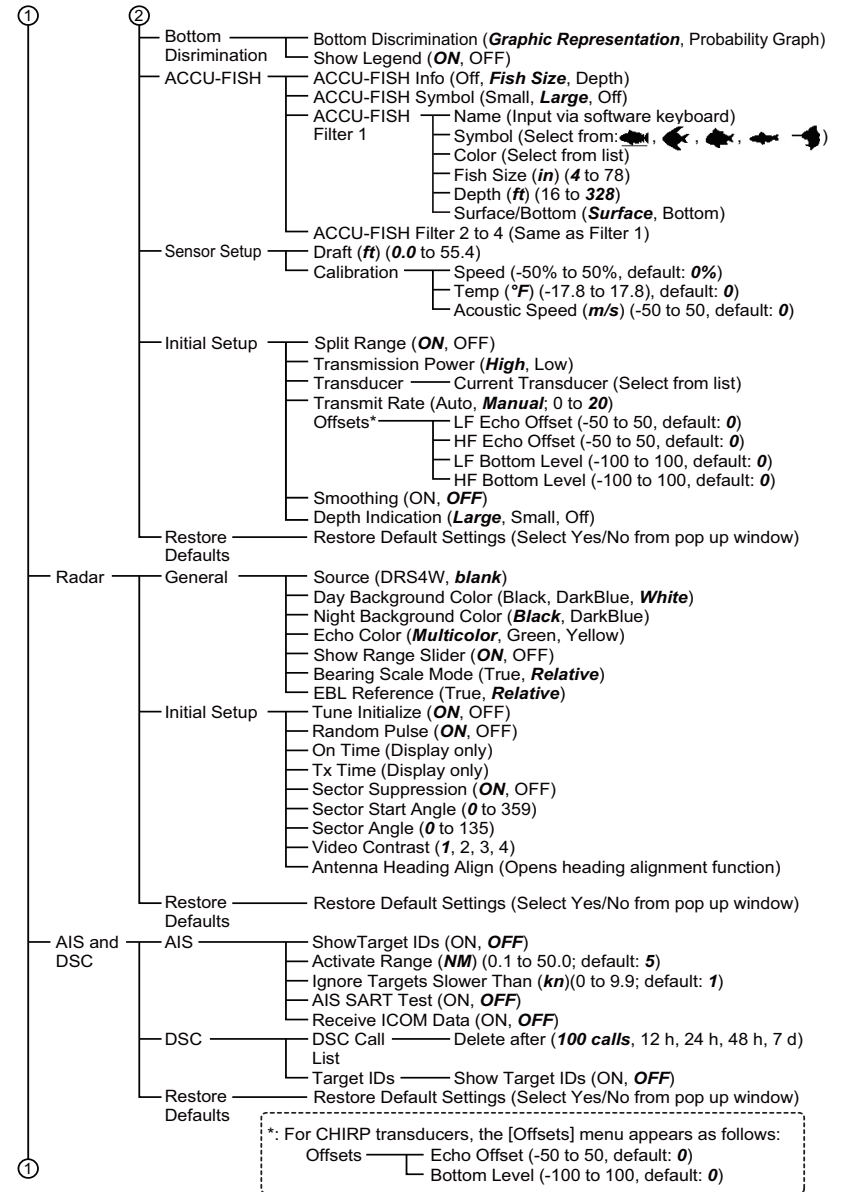 ① ②
Bottom Disrimination
Bottom Discrimination (Graphic Representation, Probability Graph)
Show Legend (ON, OFF)
ACCU-FISH
ACCU-FISH Info (Off, Fish Size, Depth)
ACCU-FISH Symbol (Small, Large, Off)
ACCU-FISH Filter 1
Name (Input via software keyboard)
Symbol (Select from: , , , )
Color (Select from list)
Fish Size (in) (4 to 78)
Depth (ft) (16 to 328)
Surface/Bottom (Surface, Bottom)
ACCU-FISH Filter 2 to 4 (Same as Filter 1)
Sensor Setup
Draft (ft) (0.0 to 55.4)
Calibration
Speed (-50% to 50%, default: 0%)
Temp (°F) (-17.8 to 17.8), default: 0)
Acoustic Speed (m/s) (-50 to 50, default: 0)
Initial Setup
Split Range (ON, OFF)
Transmission Power (High, Low)
Transducer
Current Transducer (Select from list)
Transmit Rate (Auto, Manual; 0 to 20)
Offsets*
LF Echo Offset (-50 to 50, default: 0)
HF Echo Offset (-50 to 50, default: 0)
LF Bottom Level (-100 to 100, default: 0)
HF Bottom Level (-100 to 100, default: 0)
Smoothing (ON, OFF)
Depth Indication (Large, Small, Off)
Restore Defaults
Restore Default Settings (Select Yes/No from pop up window)
Radar
General
Source (DRS4W, blank)
Day Background Color (Black, DarkBlue, White)
Night Background Color (Black, DarkBlue)
Echo Color (Multicolor, Green, Yellow)
Show Range Slider (ON, OFF)
Bearing Scale Mode (True, Relative)
EBL Reference (True, Relative)
Initial Setup
Tune Initialize (ON, OFF)
Random Pulse (ON, OFF)
On Time (Display only)
Tx Time (Display only)
Sector Suppression (ON, OFF)
Sector Start Angle (0 to 359)
Sector Angle (0 to 135)
Video Contrast (1, 2, 3, 4)
Antenna Heading Align (Opens heading alignment function)
Restore Defaults
Restore Default Settings (Select Yes/No from pop up window)
AIS and DSC
AIS
ShowTarget IDs (ON, OFF)
Activate Range (NM) (0.1 to 50.0; default: 5)
Ignore Targets Slower Than (kn)(0 to 9.9; default: 1)
AIS SART Test (ON, OFF)
Receive ICOM Data (ON, OFF)
DSC
DSC Call List
Delete after (100 calls, 12 h, 24 h, 48 h, 7 d)
Target IDs
Show Target IDs (ON, OFF)
Restore Defaults
Restore Default Settings (Select Yes/No from pop up window)
*: For CHIRP transducers, the [Offsets] menu appears as follows:
Offsets
Echo Offset (-50 to 50, default: 0)
Bottom Level (-100 to 100, default: 0)
①